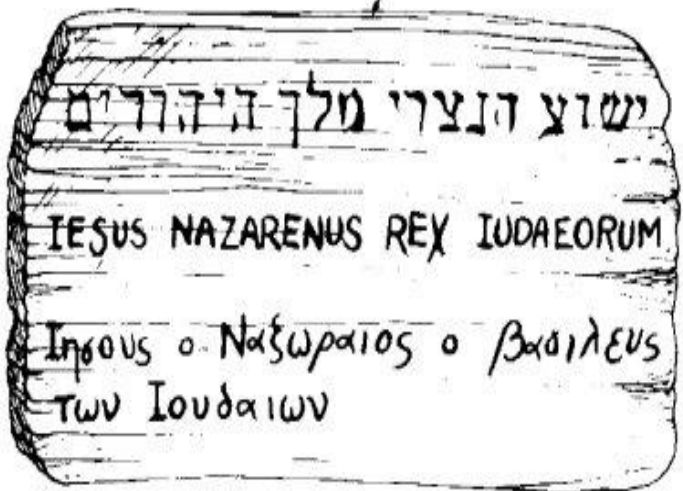 ישוע הנצרי מלך היהודים
IESUS NAZARENUS REX IUDAEORUM
Ιησους ο Ναζωραιος ο βασιλευς
των Ιουδαιων